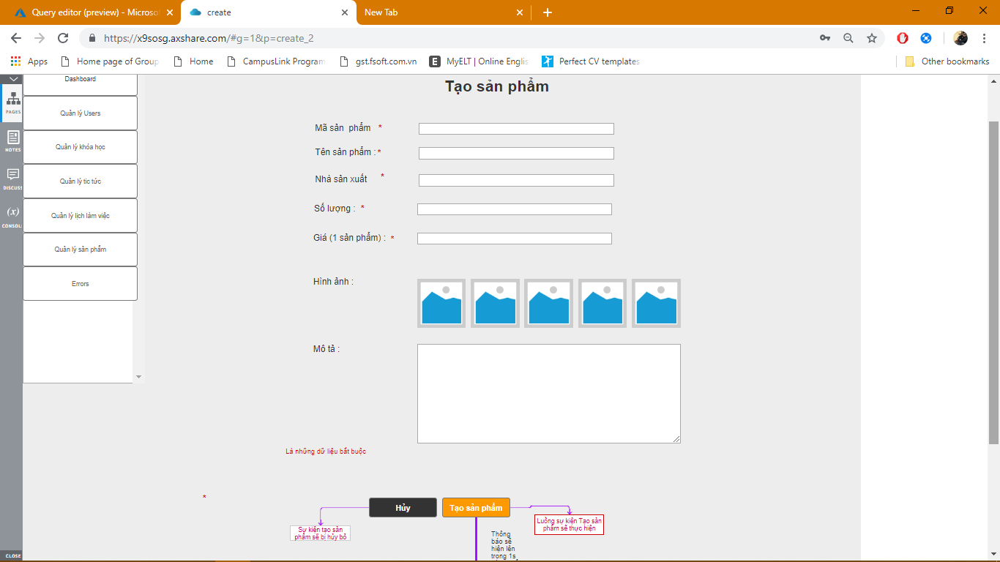 Query editor (preview) - Microso
create
New Tab
https://x9sosg.axshare.com/#g=1&p=create_2
Apps
Home page of Group
Home
CampusLink Program
gst.fsoft.com.vn
E
MyELT | Online Englis
Perfect CV templates
Other bookmarks
PAGES
NOTES
DISCUSS
(x)
CONSOL
CLOSE
Dashboard
Quản lý Users
Quản lý khóa học
Quản lý tic tức
Quản lý lịch làm việc
Quản lý sản phẩm
Errors
Tạo sản phẩm
Mã sản phẩm *
Tên sản phẩm : *
Nhà sản xuất *
Số lượng : *
Giá (1 sản phẩm) : *
Hình ảnh :
Mô tả :
Là những dữ liệu bắt buộc
*
Hủy
Tạo sản phẩm
Sự kiện tạo sản
phẩm sẽ bị hủy bỏ
Luồng sự kiện Tạo sản
phẩm sẽ thực hiện
Thông
báo sẽ
hiện lên
trong 1s